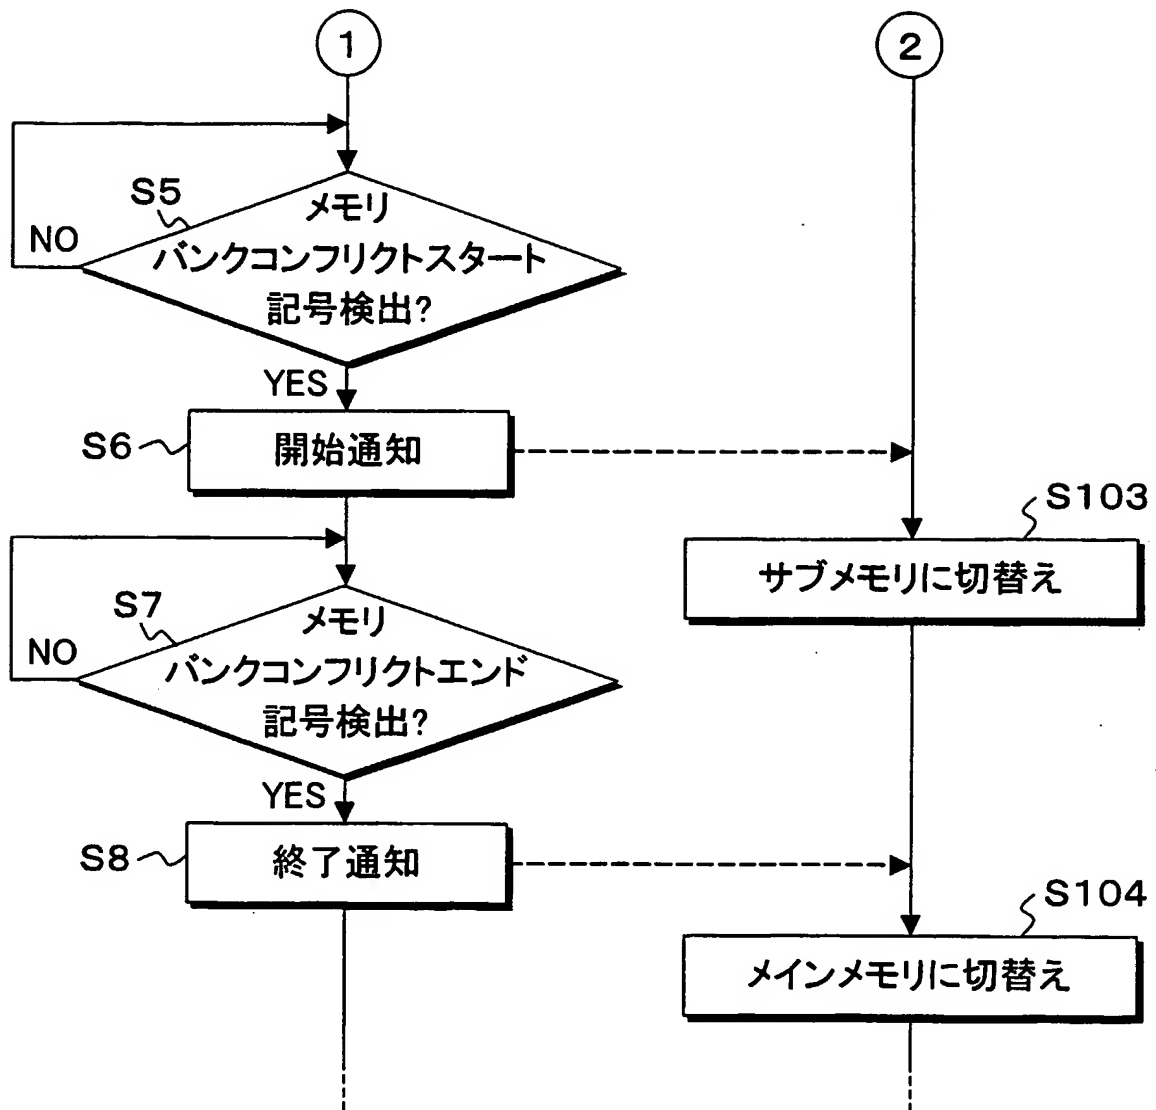 1
2
S5
メモリ
バンクコンフリクトスタート
記号検出?
NO
YES
S6
開始通知
S103
サブメモリに切替え
S7
メモリ
バンクコンフリクトエンド
記号検出?
NO
YES
S8
終了通知
S104
メインメモリに切替え